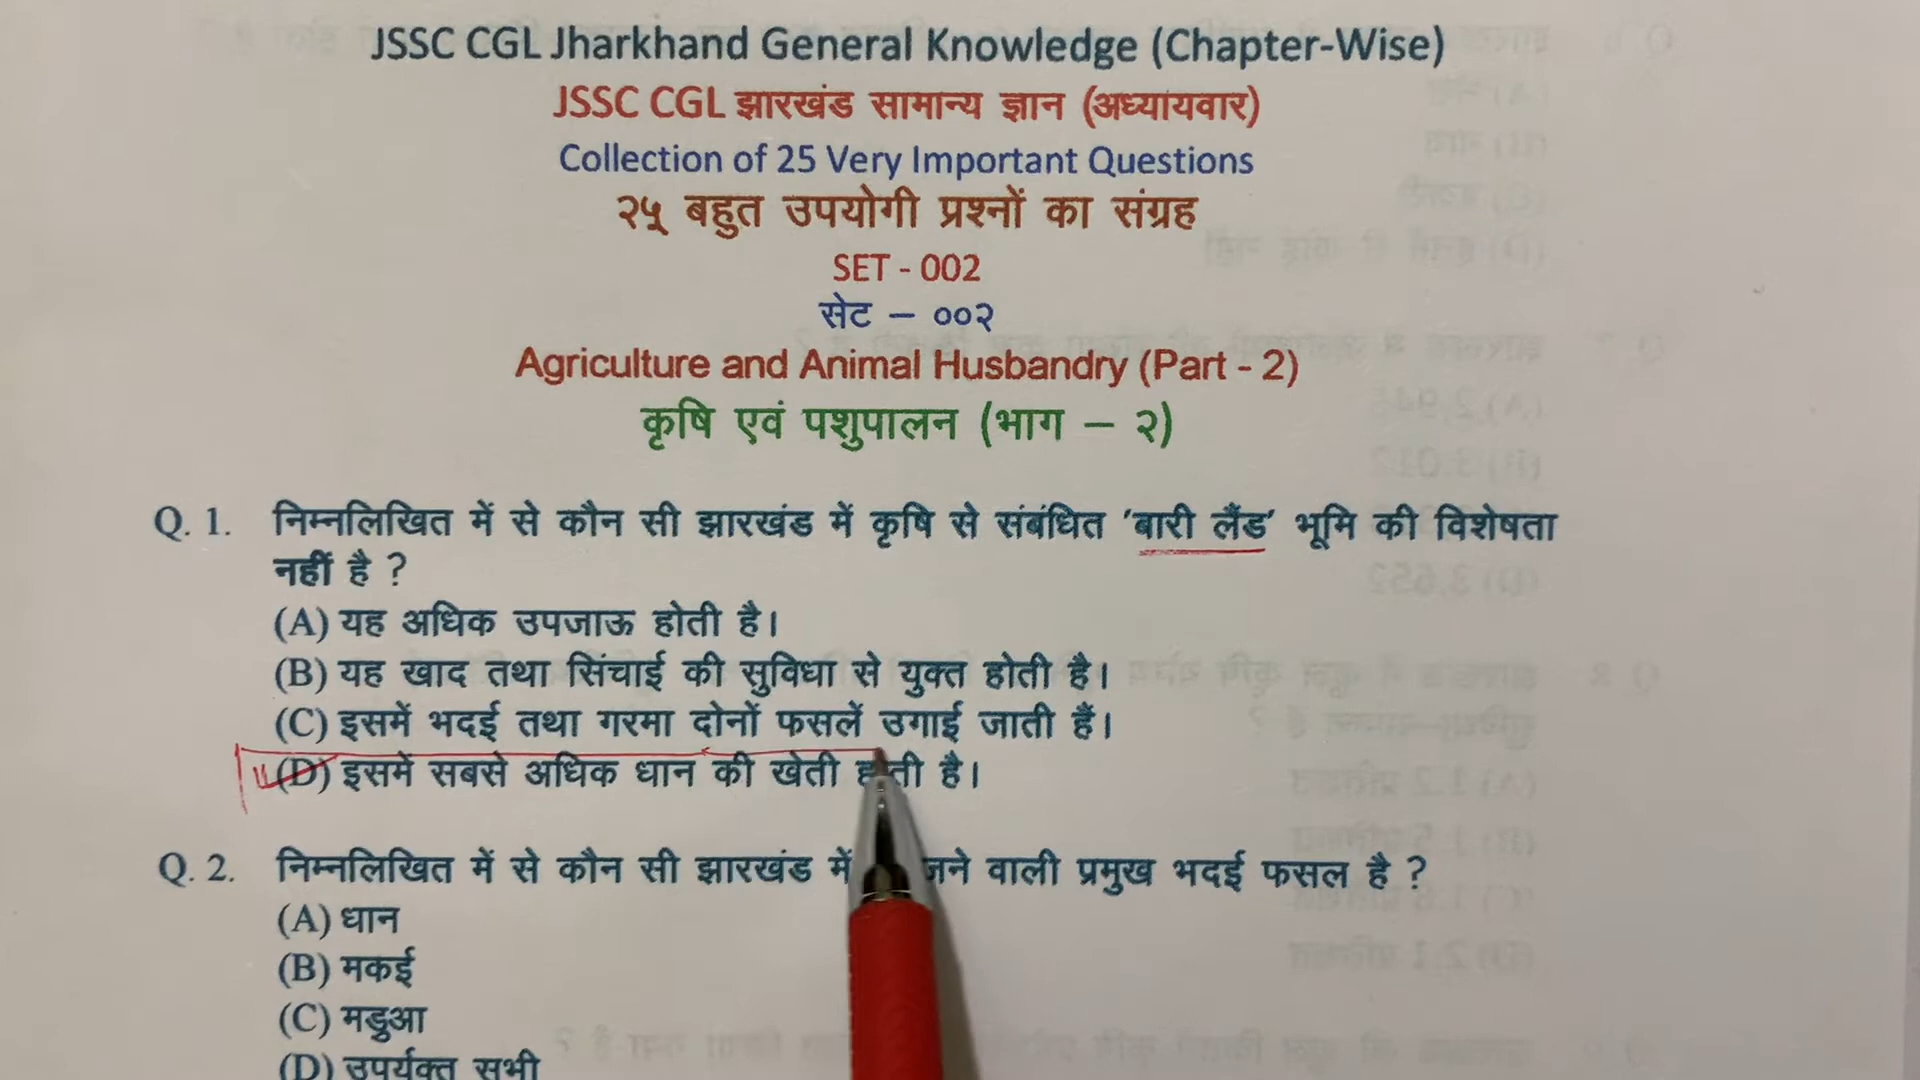 JSSC CGL Jharkhand General Knowledge (Chapter-Wise)
JSSC CGL झारखंड सामान्य ज्ञान (अध्यायवार)
Collection of 25 Very Important Questions
२५ बहुत उपयोगी प्रश्नों का संग्रह
SET - 002
सेट – ००२
Agriculture and Animal Husbandry (Part - 2)
कृषि एवं पशुपालन (भाग – २)
Q. 1. निम्नलिखित में से कौन सी झारखंड में कृषि से संबंधित 'बारी लैंड' भूमि की विशेषता
नहीं है ?
(A) यह अधिक उपजाऊ होती है।
(B) यह खाद तथा सिंचाई की सुविधा से युक्त होती है।
(C) इसमें भदई तथा गरमा दोनों फसलें उगाई जाती हैं।
(D) इसमें सबसे अधिक धान की खेती है।
Q. 2. निम्नलिखित में से कौन सी झारखंड में वाली प्रमुख भदई फसल है ?
(A) धान
(B) मकई
(C) मडुआ
(D) उपर्युक्त सभी